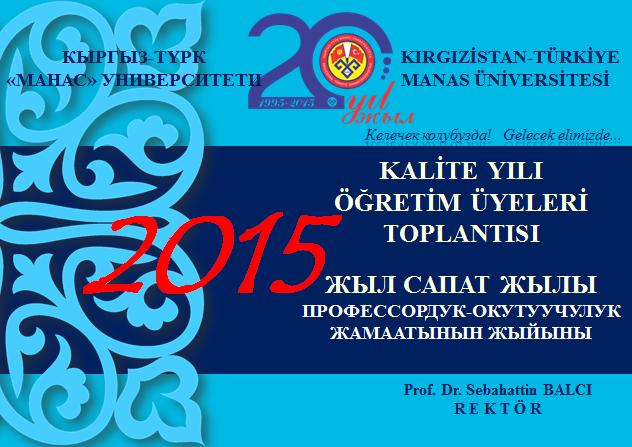 КЫРГЫЗ-ТҮРК
«МАНАС» УНИВЕРСИТЕТИ
20
1995-2015
yıl
жыл
KIRGIZİSTAN-TÜRKİYE
MANAS ÜNİVERSİTESİ
Келечек колубузда! Gelecek elimizde...
2015
KALİTE YILI
ÖĞRETİM ÜYELERİ
TOPLANTISI
ЖЫЛ САПАТ ЖЫЛЫ
ПРОФЕССОРДУК-ОКУТУУЧУЛУК
ЖАМААТЫНЫН ЖЫЙЫНЫ
Prof. Dr. Sebahattin BALCI
R E K T Ö R